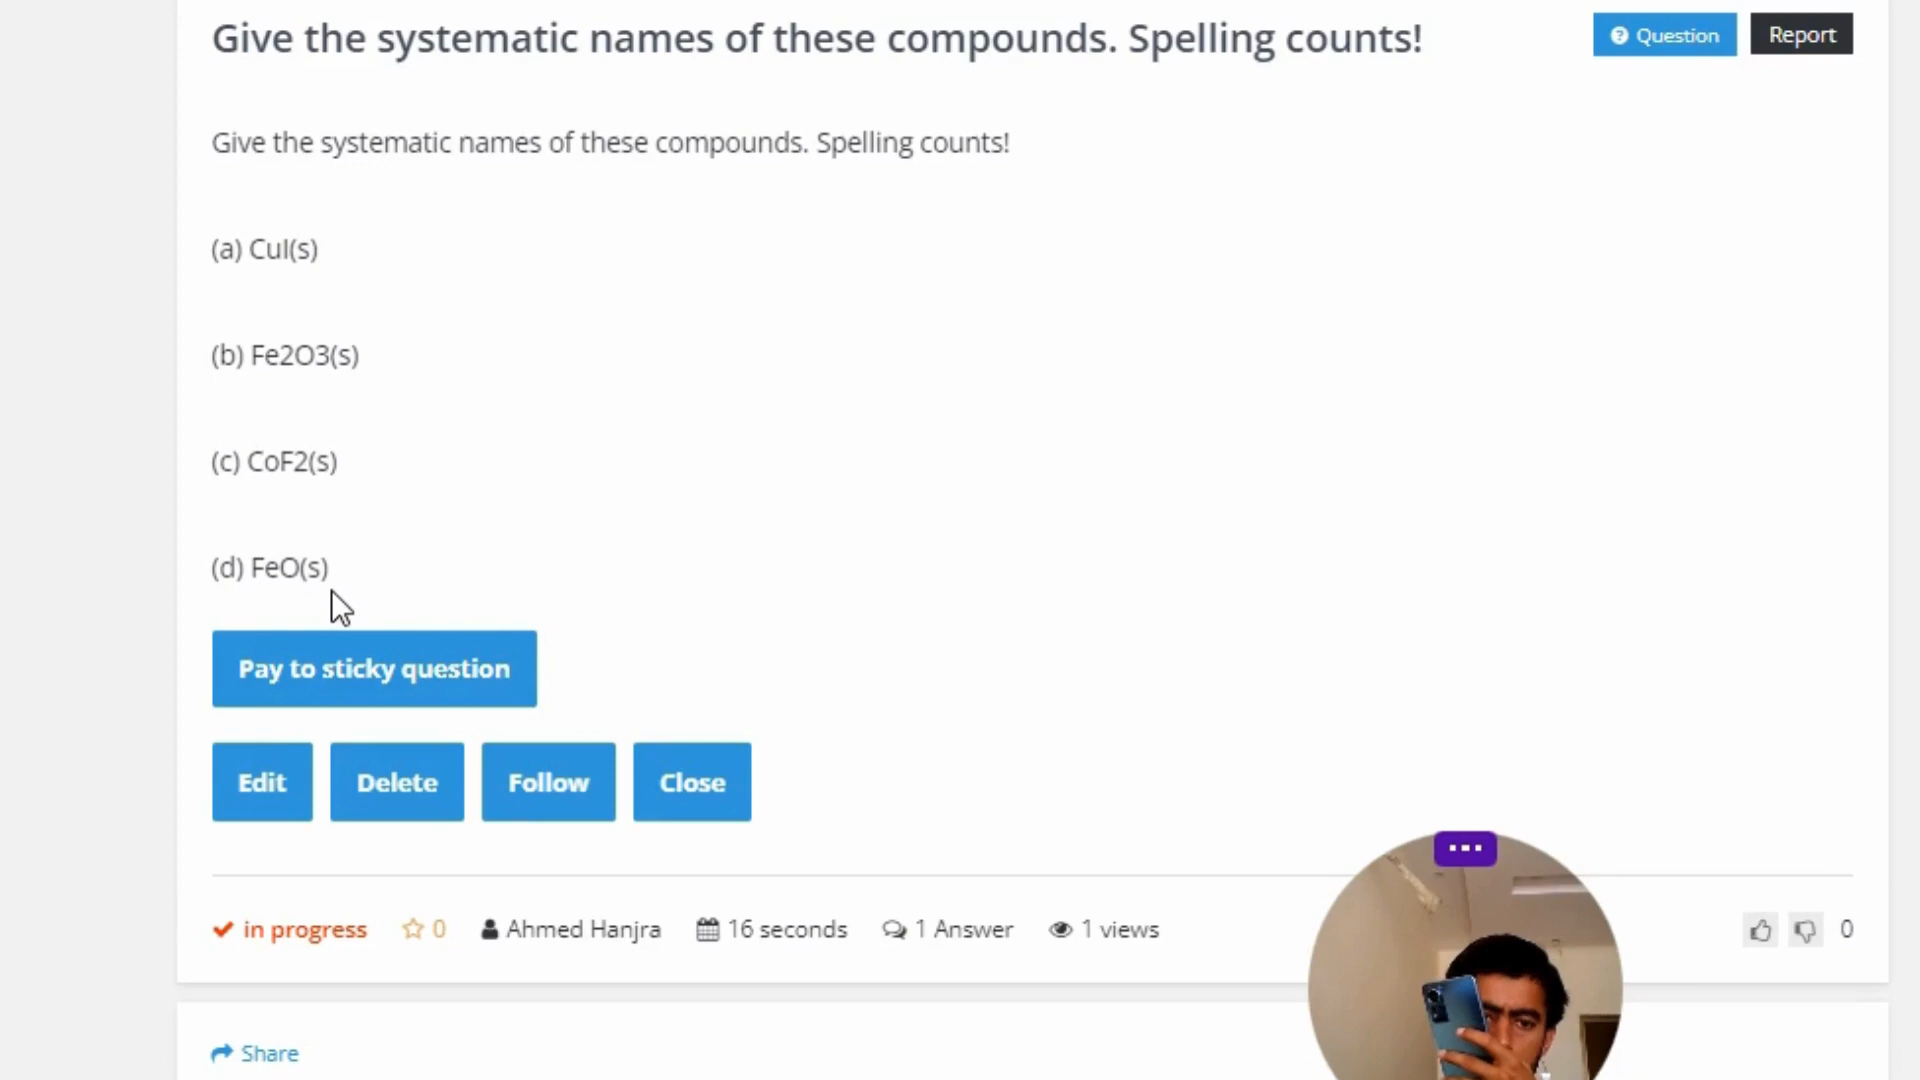 Give the systematic names of these compounds. Spelling counts!
Question
Report
Give the systematic names of these compounds. Spelling counts!
(a) CuI(s)
(b) Fe2O3(s)
(c) CoF2(s)
(d) FeO(s)
Pay to sticky question
Edit
Delete
Follow
Close
in progress
0
Ahmed Hanjra
16 seconds
1 Answer
1 views
0
Share